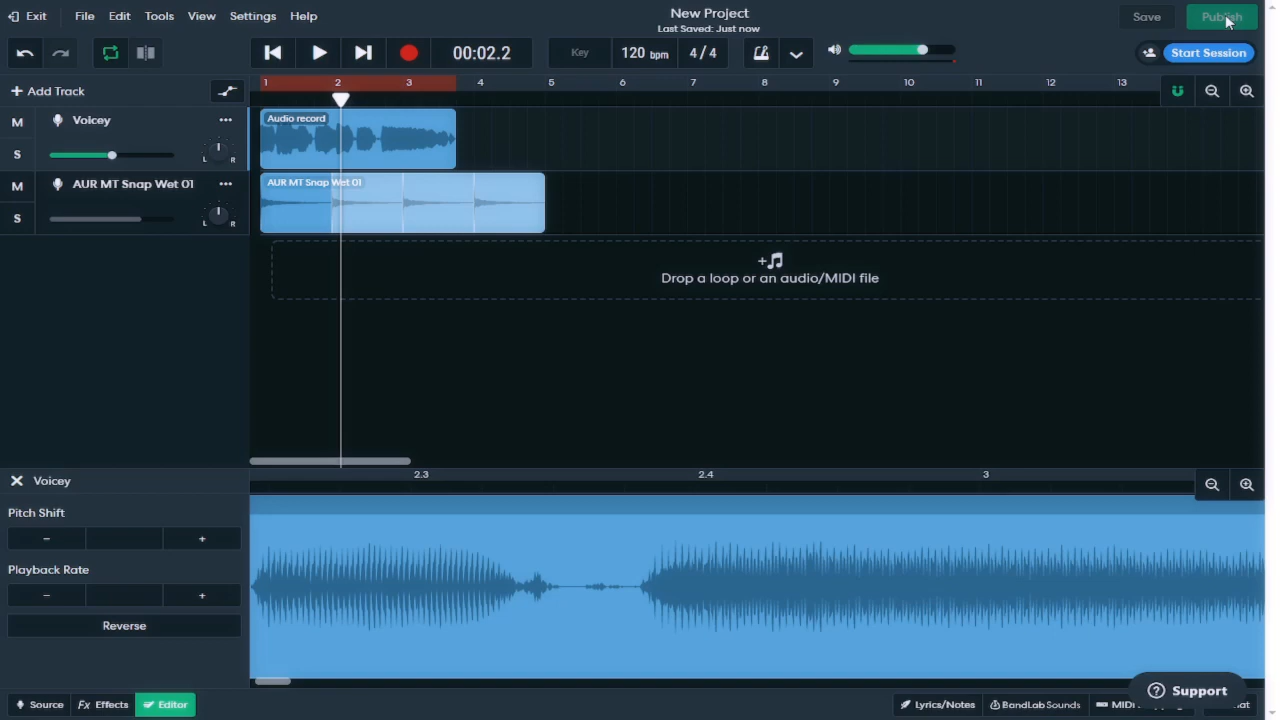 Exit File Edit Tools View Settings Help
New Project
Last Saved: Just now
Save Publish
00:02.2 Key 120 bpm 4 / 4
Start Session
+ Add Track
1 2 3 4 5 6 7 8 9 10 11 12 13
M Voicey ...
S L R
Audio record
M AUR MT Snap Wet 01 ...
S L R
AUR MT Snap Wet 01
Drop a loop or an audio/MIDI file
Voicey
2.3 2.4 3
Pitch Shift
− +
Playback Rate
− +
Reverse
Support
Source Fx Effects Editor
Lyrics/Notes BandLab Sounds MIDI